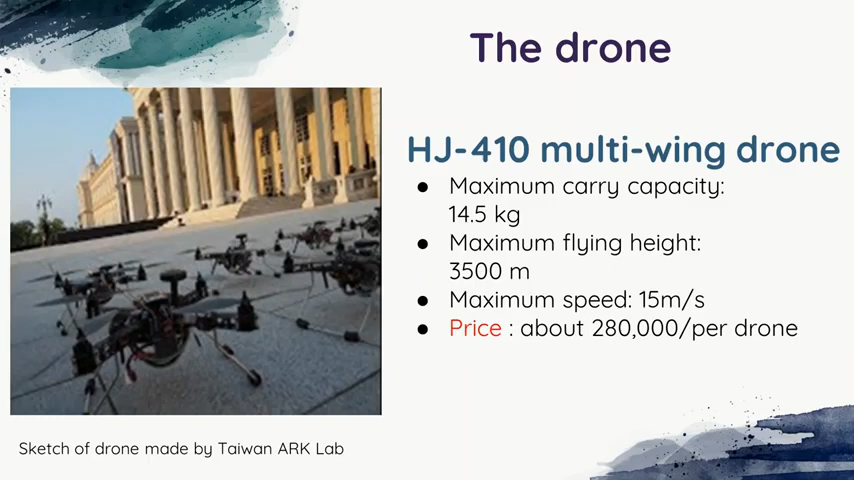 The drone
HJ-410 multi-wing drone
● Maximum carry capacity:
14.5 kg
● Maximum flying height:
3500 m
● Maximum speed: 15m/s
● Price : about 280,000/per drone
Sketch of drone made by Taiwan ARK Lab